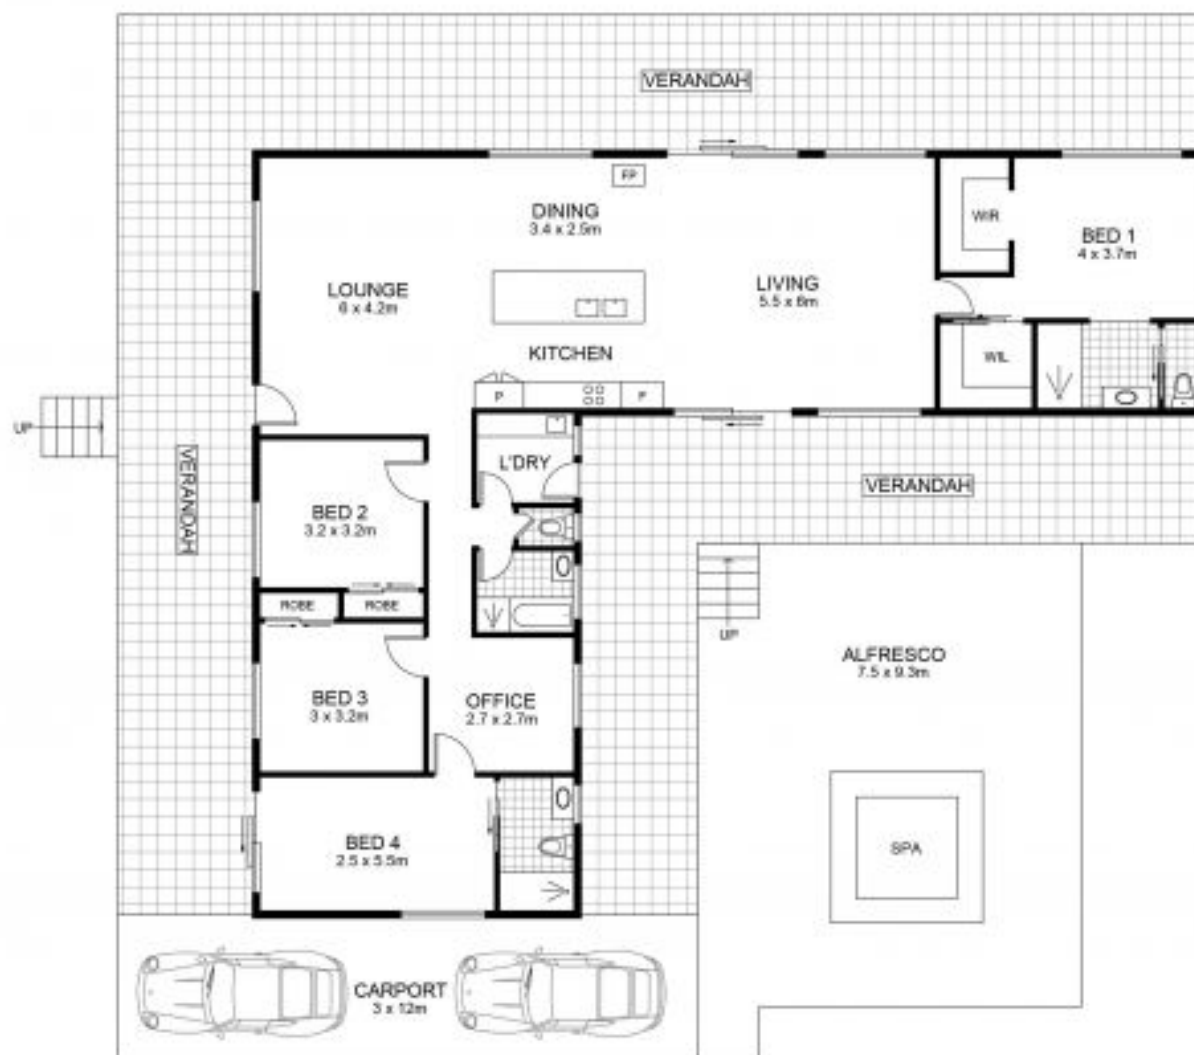 VERANDAH
FP
DINING
3.4 x 2.5m
WIR
BED 1
4 x 3.7m
LOUNGE
6 x 4.2m
LIVING
5.5 x 6m
KITCHEN
WIL
P
P
UP
L'DRY
VERANDAH
VERANDAH
BED 2
3.2 x 3.2m
ROBE
ROBE
UP
ALFRESCO
7.5 x 9.3m
BED 3
3 x 3.2m
OFFICE
2.7 x 2.7m
BED 4
2.5 x 5.5m
SPA
CARPORT
3 x 12m